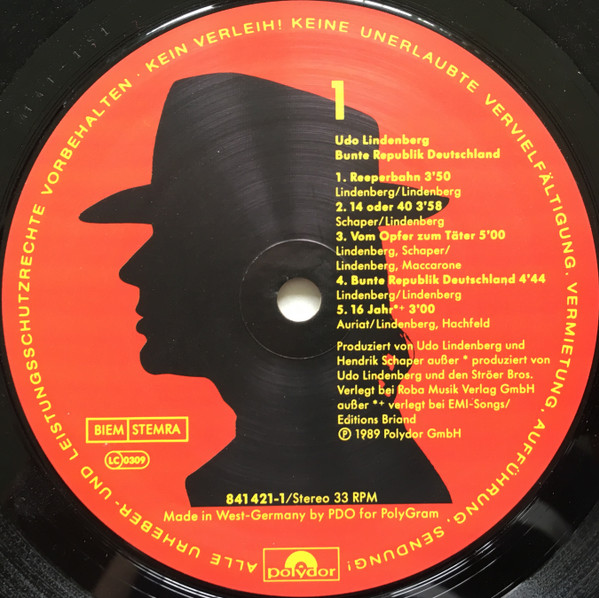 ALLE URHEBER- UND LEISTUNGSSCHUTZRECHTE VORBEHALTEN · KEIN VERLEIH! KEINE UNERLAUBTE VERVIELFÄLTIGUNG, VERMIETUNG, AUFFÜHRUNG, SENDUNG!
1
Udo Lindenberg
Bunte Republik Deutschland
1. Reeperbahn 3'50
Lindenberg/Lindenberg
2. 14 oder 40 3'58
Schaper/Lindenberg
3. Vom Opfer zum Täter 5'00
Lindenberg, Schaper/
Lindenberg, Maccarone
4. Bunte Republik Deutschland 4'44
Lindenberg/Lindenberg
5. 16 Jahr*+ 3'00
Auriat/Lindenberg, Hachfeld
Produziert von Udo Lindenberg und
Hendrik Schaper außer * produziert von
Udo Lindenberg und den Ströer Bros.
Verlegt bei Roba Musik Verlag GmbH
außer *+ verlegt bei EMI-Songs/
Editions Briand
Ⓟ 1989 Polydor GmbH
BIEM STEMRA
LC 0309
841 421-1/Stereo 33 RPM
Made in West-Germany by PDO for PolyGram
polydor